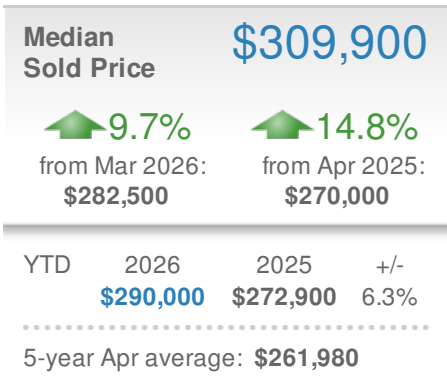 Median $309,900
Sold Price
9.7% 14.8%
from Mar 2026: from Apr 2025:
$282,500 $270,000
YTD 2026 2025 +/-
$290,000 $272,900 6.3%
5-year Apr average: $261,980